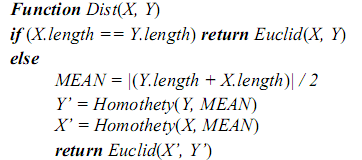 Function Dist(X, Y)
if (X.length == Y.length) return Euclid(X, Y)
else
MEAN = |(Y.length + X.length)| / 2
Y’ = Homothety(Y, MEAN)
X’ = Homothety(X, MEAN)
return Euclid(X’, Y’)